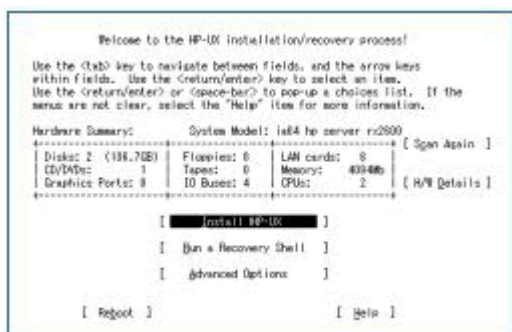 Welcome to the HP-UX installation/recovery process!
Use the <tab> key to navigate between fields, and the arrow keys
within fields. Use the <return/enter> key to select an item.
Use the <return/enter> or <space-bar> to pop-up a choices list. If the
menus are not clear, select the "Help" item for more information.
Hardware Summary: System Model: ia64 hp server rx2600
[ Scan Again ]
| Disks: 2 (136.7GB) | Floppies: 0 | LAN cards: 8 |
| CD/DVDs: 1 | Tapes: 0 | Memory: 4094Mb |
| Graphics Ports: 0 | IO Buses: 4 | CPUs: 2 | [ H/W Details ]
[ Install HP-UX ]
[ Run a Recovery Shell ]
[ Advanced Options ]
[ Reboot ] [ Help ]